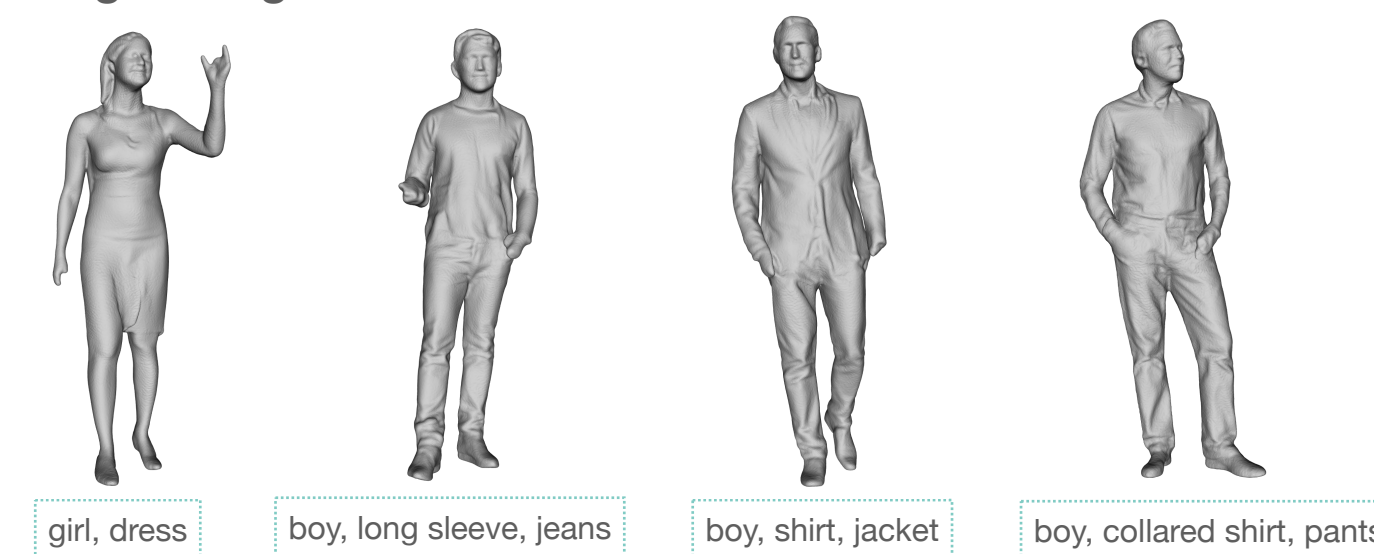 girl, dress
boy, long sleeve, jeans
boy, shirt, jacket
boy, collared shirt, pants